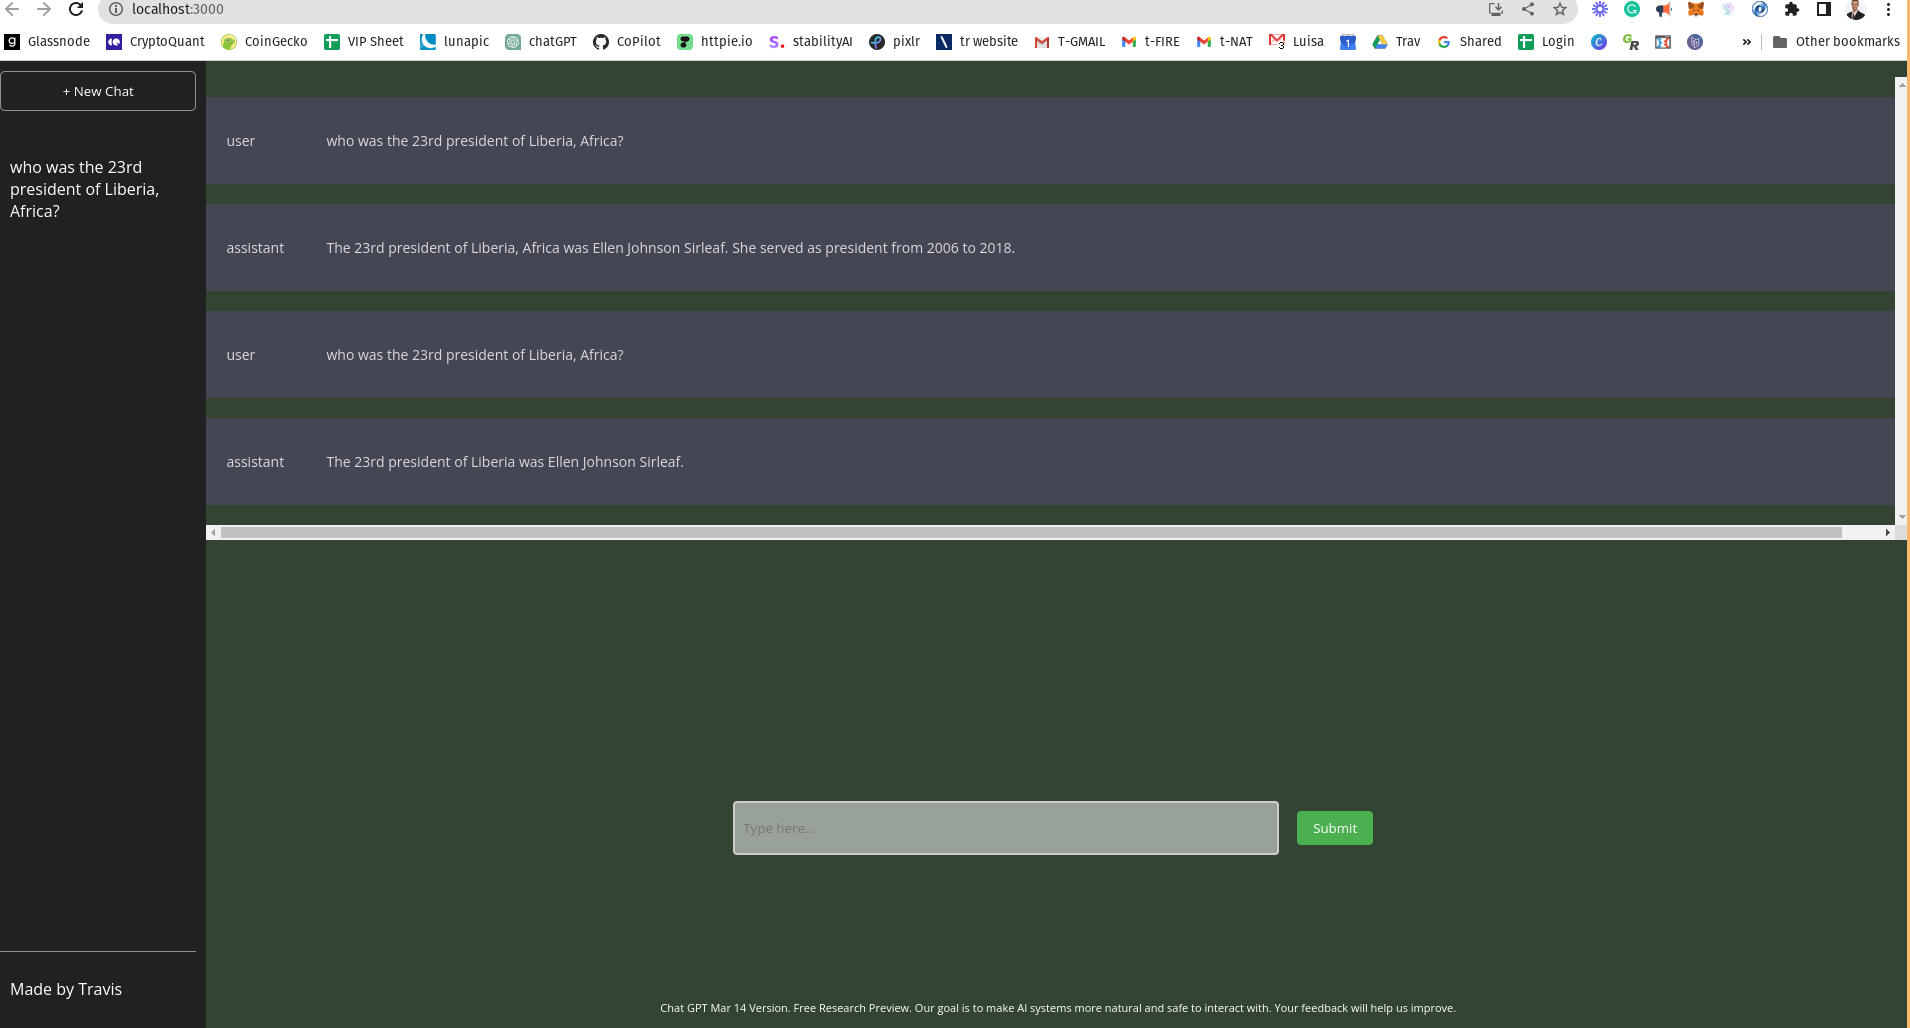 localhost:3000
g Glassnode CryptoQuant CoinGecko VIP Sheet lunapic chatGPT CoPilot httpie.io S. stabilityAI pixlr tr website T-GMAIL t-FIRE t-NAT 3 Luisa 1 Trav Shared Login C GR » Other bookmarks
+ New Chat
who was the 23rd
president of Liberia,
Africa?
user who was the 23rd president of Liberia, Africa?
assistant The 23rd president of Liberia, Africa was Ellen Johnson Sirleaf. She served as president from 2006 to 2018.
user who was the 23rd president of Liberia, Africa?
assistant The 23rd president of Liberia was Ellen Johnson Sirleaf.
Type here...
Submit
Made by Travis
Chat GPT Mar 14 Version. Free Research Preview. Our goal is to make AI systems more natural and safe to interact with. Your feedback will help us improve.